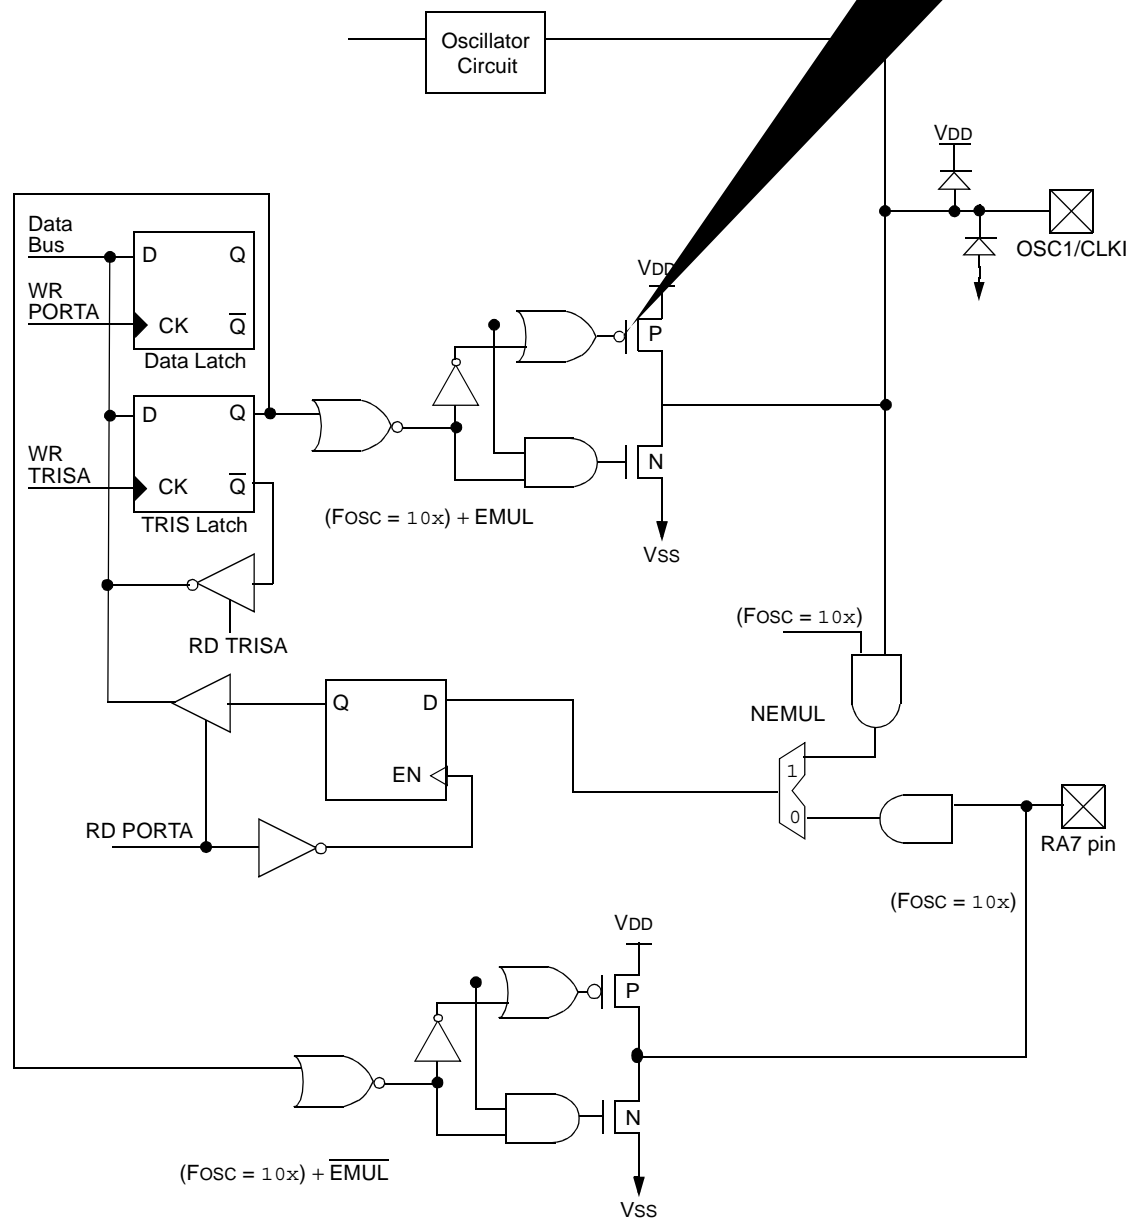 Oscillator
Circuit
VDD
OSC1/CLKI
Data
Bus
D Q
WR
PORTA
CK Q
Data Latch
VDD
P
D Q
WR
TRISA
CK Q
TRIS Latch
N
(FOSC = 10x) + EMUL
VSS
RD TRISA
(FOSC = 10x)
Q D
EN
NEMUL
1
0
RD PORTA
RA7 pin
(FOSC = 10x)
VDD
P
N
(FOSC = 10x) + EMUL
VSS